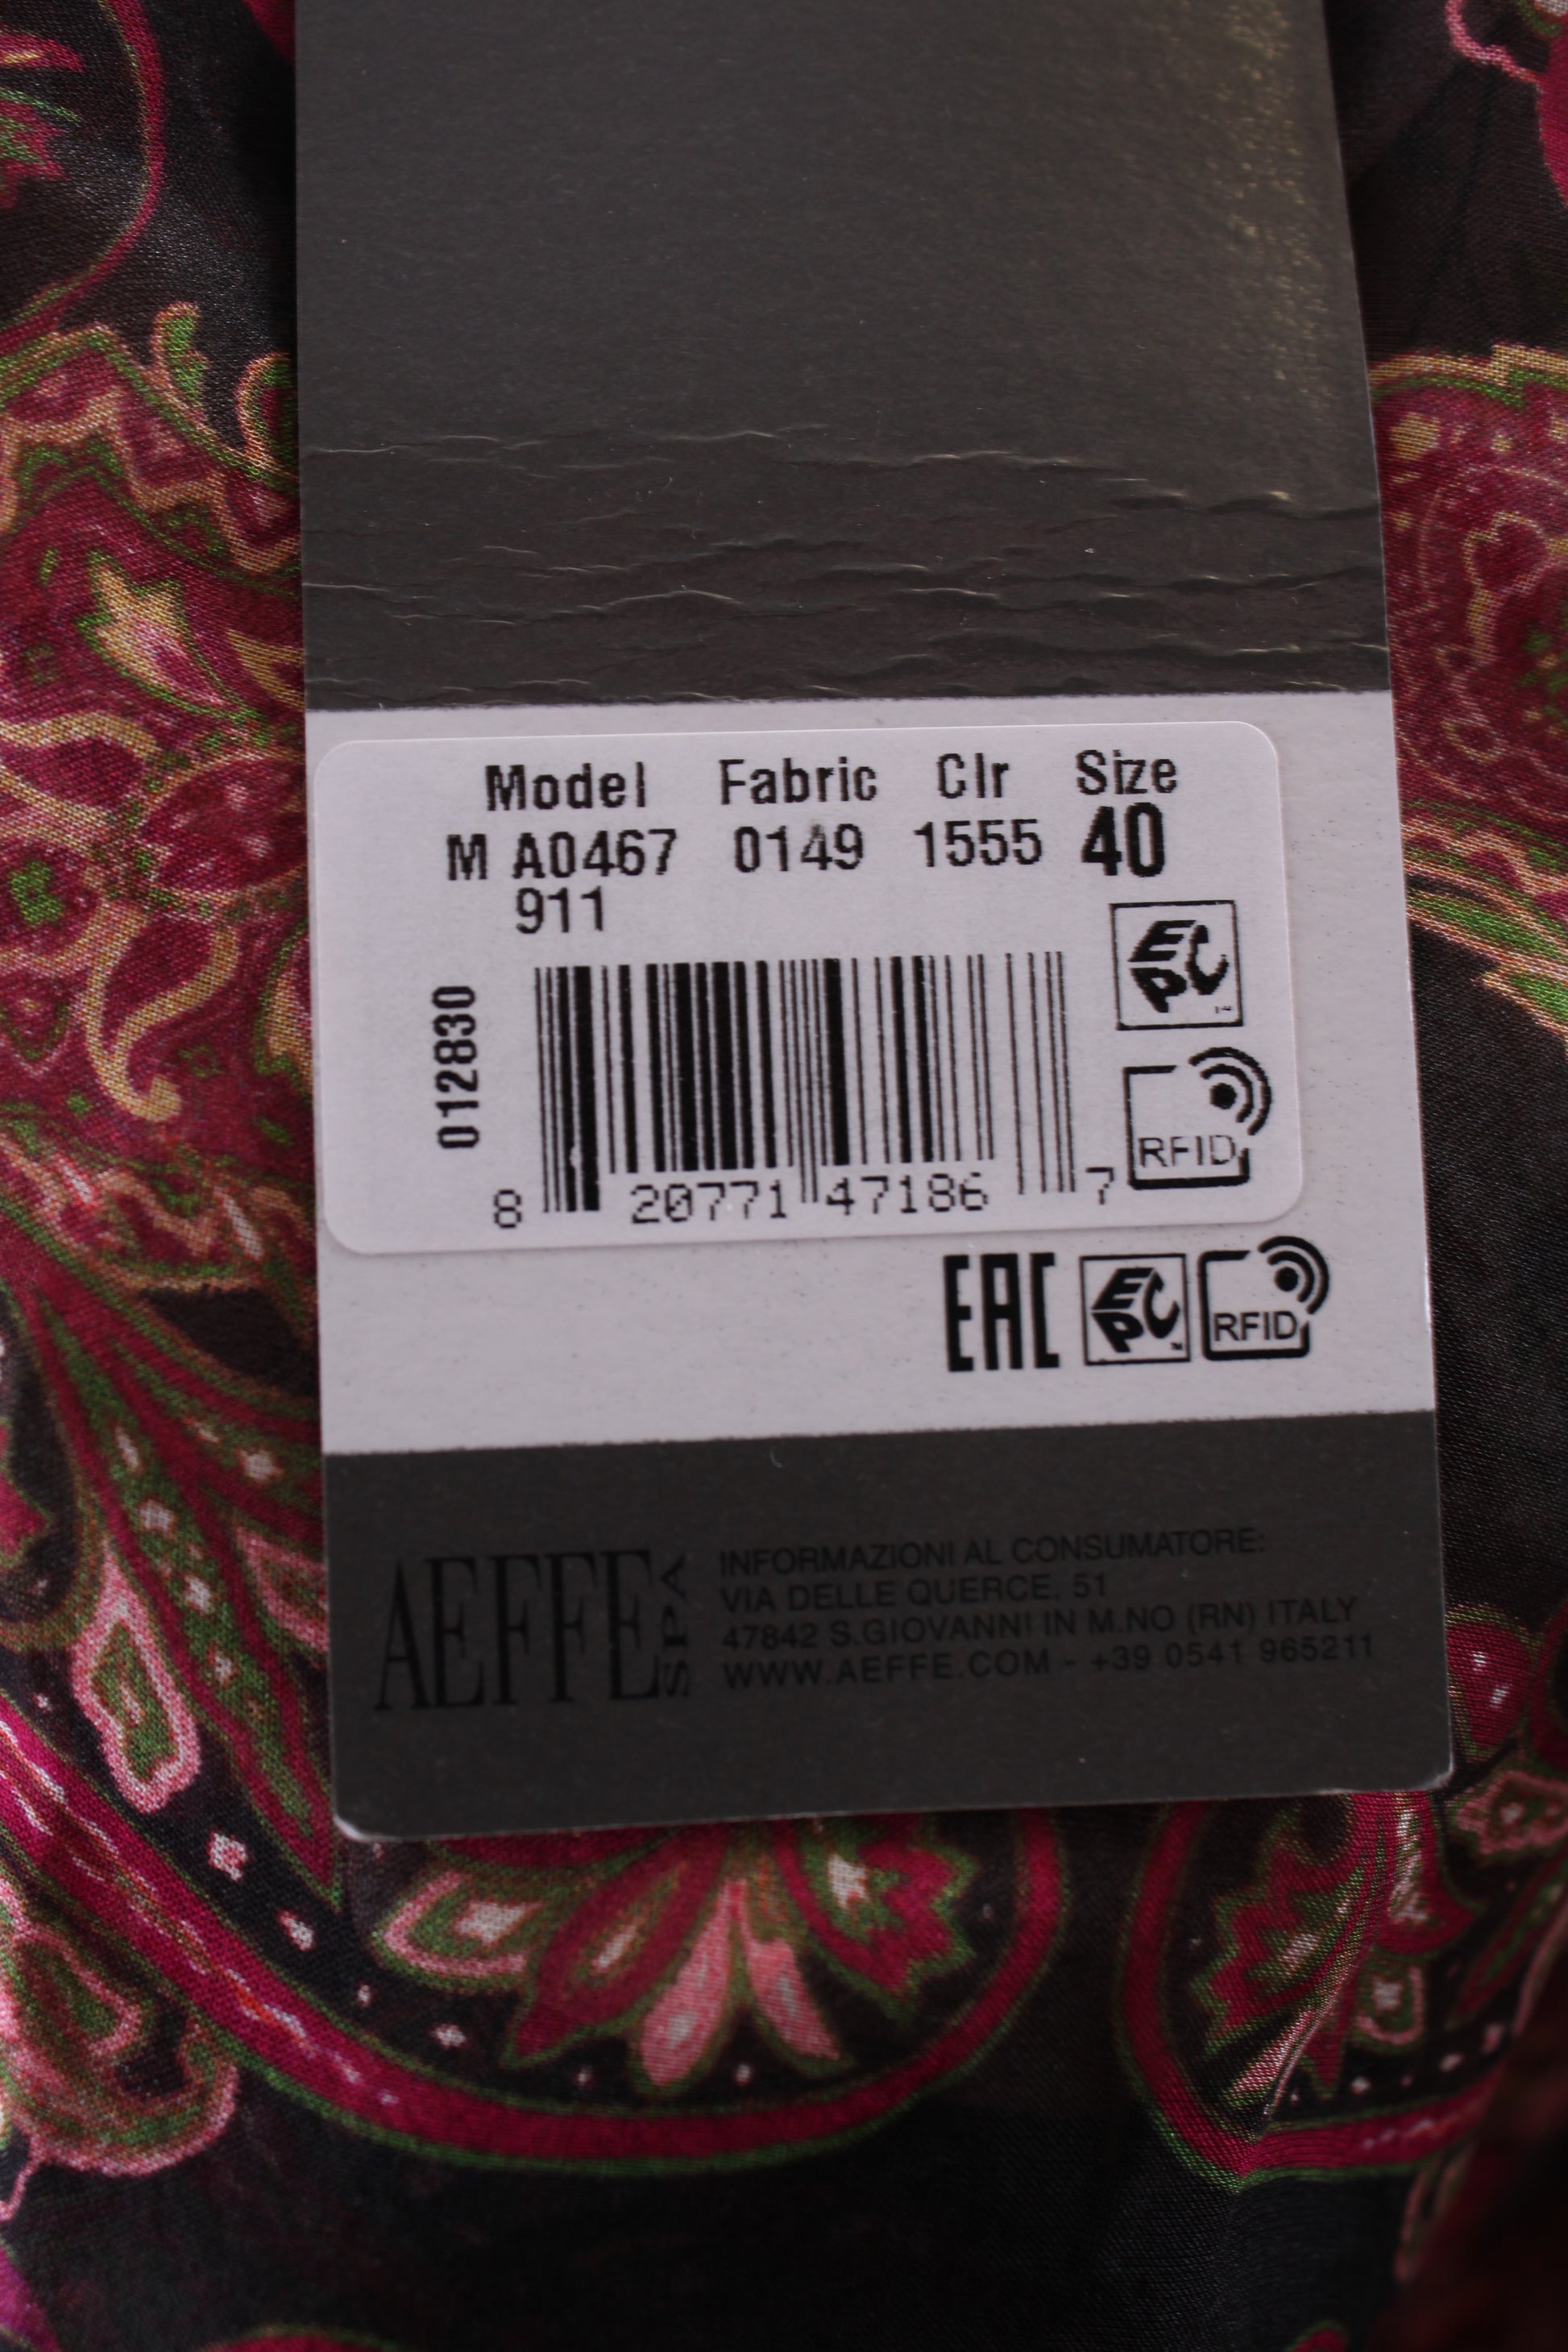 Model Fabric Clr Size
M A0467 0149 1555 40
911
EPC
012830
RFID
8 20771 47186 7
EAC EPC RFID
AEFFE SPA
INFORMAZIONI AL CONSUMATORE:
VIA DELLE QUERCE, 51
47842 S.GIOVANNI IN M.NO (RN) ITALY
WWW.AEFFE.COM - +39 0541 965211